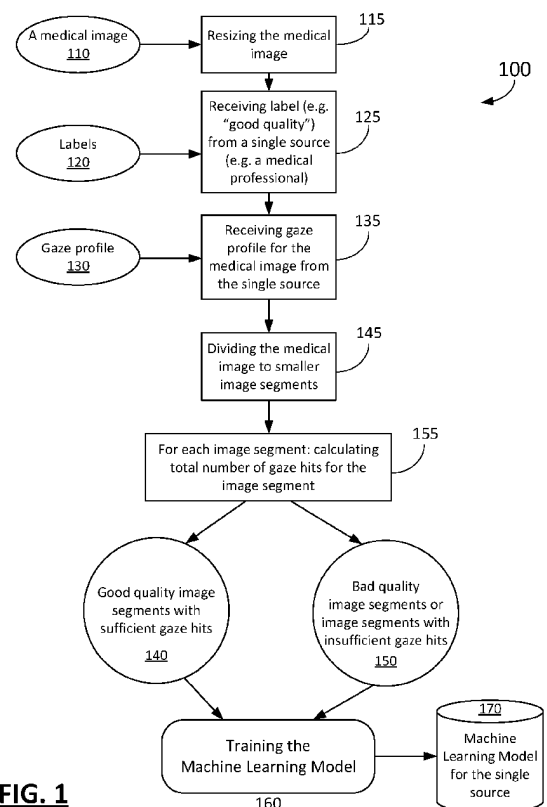 A medical image
110
Resizing the medical
image
115
100
Labels
120
Receiving label (e.g.
“good quality”)
from a single source
(e.g. a medical
professional)
125
Gaze profile
130
Receiving gaze
profile for the
medical image from
the single source
135
Dividing the medical
image to smaller
image segments
145
For each image segment: calculating
total number of gaze hits for the
image segment
155
Good quality image
segments with
sufficient gaze hits
140
Bad quality
image segments or
image segments with
insufficient gaze hits
150
Training the
Machine Learning Model
160
170
Machine
Learning Model
for the single
source
FIG. 1